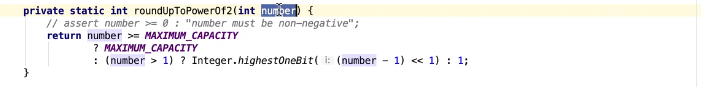 private static int roundUpToPowerOf2(int number) {
// assert number >= 0 : "number must be non-negative";
return number >= MAXIMUM_CAPACITY
? MAXIMUM_CAPACITY
: (number > 1) ? Integer.highestOneBit( i: (number - 1) << 1) : 1;
}